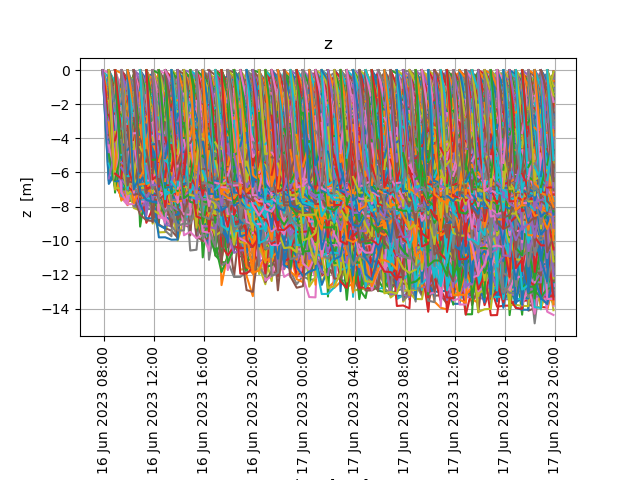 z
0
−2
−4
−6
−8
−10
−12
−14
z [m]
16 Jun 2023 08:00
16 Jun 2023 12:00
16 Jun 2023 16:00
16 Jun 2023 20:00
17 Jun 2023 00:00
17 Jun 2023 04:00
17 Jun 2023 08:00
17 Jun 2023 12:00
17 Jun 2023 16:00
17 Jun 2023 20:00